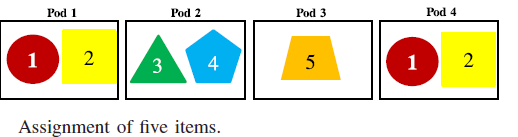 Pod 1 Pod 2 Pod 3 Pod 4
1 2 3 4 5 1 2
Assignment of five items.